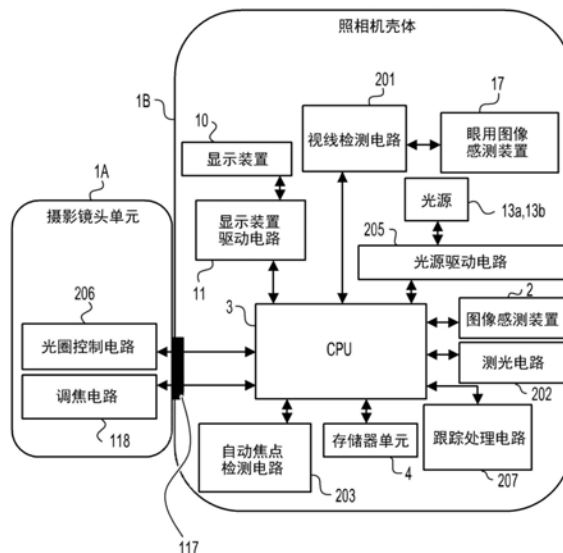 照相机壳体
1B
201
17
10
视线检测电路
眼用图像
感测装置
显示装置
1A
光源
13a,13b
摄影镜头单元
显示装置
驱动电路
205
光源驱动电路
11
206
3
2
光圈控制电路
CPU
图像感测装置
测光电路
调焦电路
202
118
自动焦点
检测电路
存储器单元
跟踪处理电路
4
207
203
117